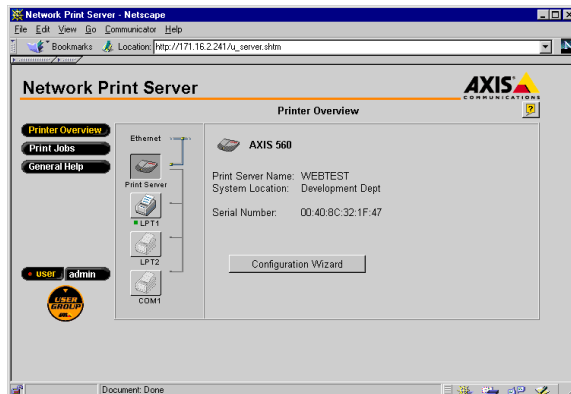 Network Print Server - Netscape
File Edit View Go Communicator Help
Bookmarks Location: http://171.16.2.241/u_server.shtm
Network Print Server
AXIS
COMMUNICATIONS
Printer Overview
?
Printer Overview
Print Jobs
General Help
Ethernet
Print Server
LPT1
LPT2
COM1
AXIS 560
Print Server Name: WEBTEST
System Location: Development Dept
Serial Number: 00:40:8C:32:1F:47
Configuration Wizard
user admin
USER
GROUP
Document: Done